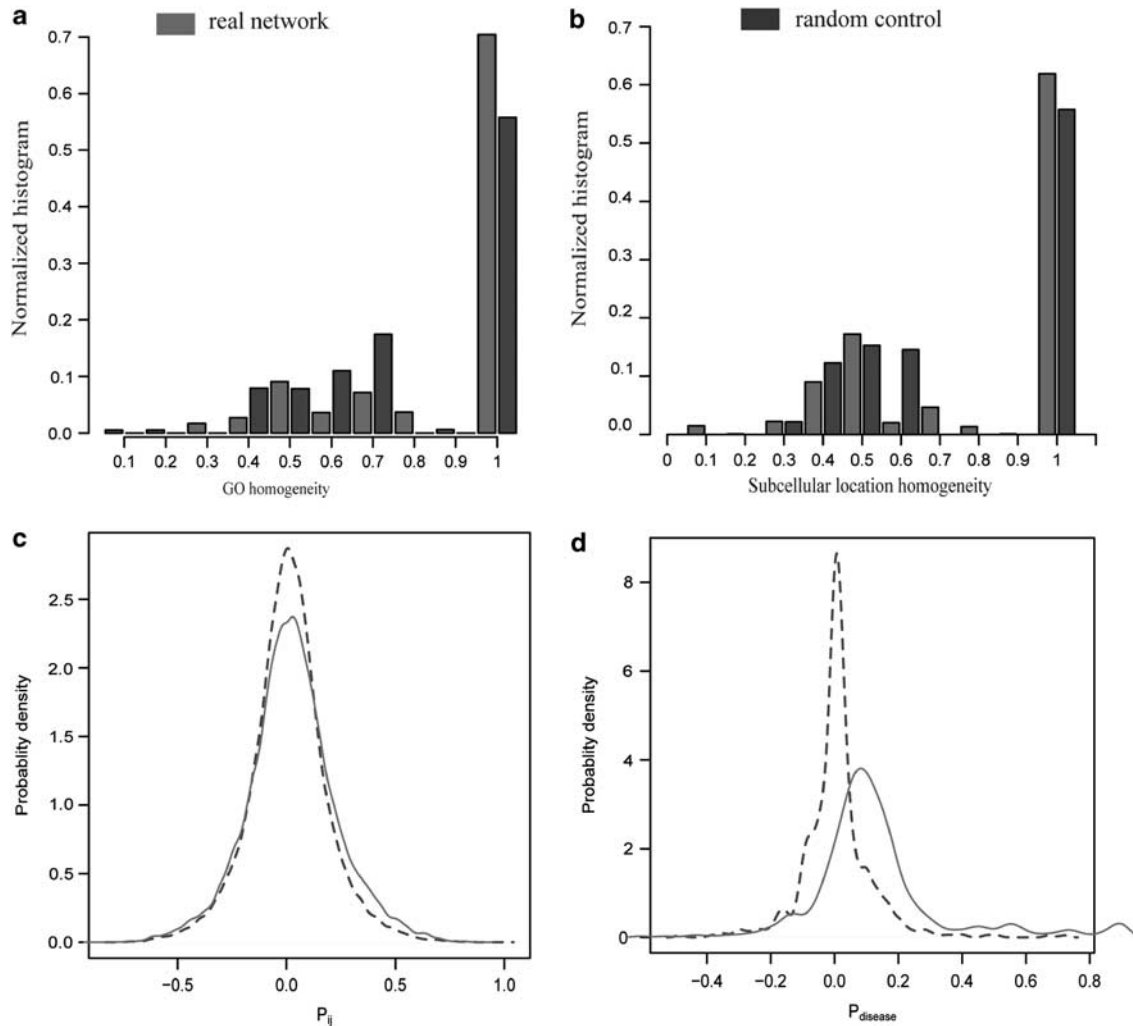 a
real network
Normalized histogram
0.7
0.6
0.5
0.4
0.3
0.2
0.1
0.0
0.1 0.2 0.3 0.4 0.5 0.6 0.7 0.8 0.9 1
GO homogeneity
b
random control
Normalized histogram
0.7
0.6
0.5
0.4
0.3
0.2
0.1
0.0
0 0.1 0.2 0.3 0.4 0.5 0.6 0.7 0.8 0.9 1
Subcellular location homogeneity
c
Probablity density
2.5
2.0
1.5
1.0
0.5
0.0
−0.5 0.0 0.5 1.0
Pij
d
Probablity density
8
6
4
2
0
−0.4 −0.2 0.0 0.2 0.4 0.6 0.8
Pdisease